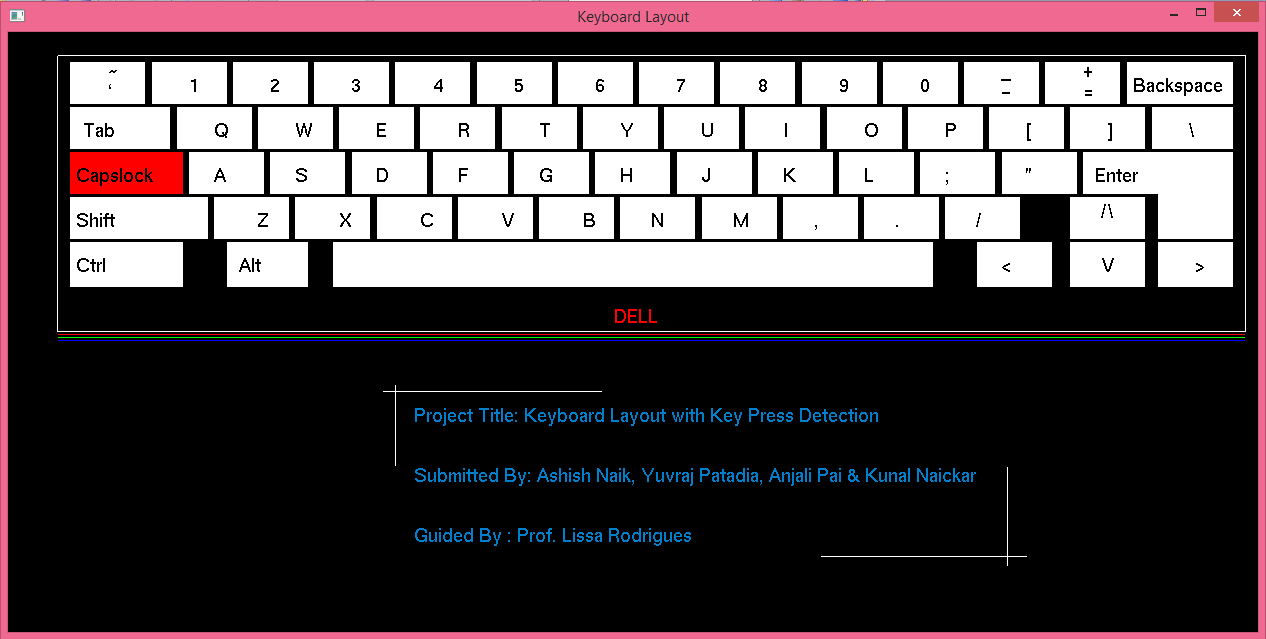 Keyboard Layout
~ 1 2 3 4 5 6 7 8 9 0 _ + Backspace
` - =
Tab Q W E R T Y U I O P [ ] \
Capslock A S D F G H J K L ; " Enter
Shift Z X C V B N M , . / /\
Ctrl Alt < V >
DELL
Project Title: Keyboard Layout with Key Press Detection
Submitted By: Ashish Naik, Yuvraj Patadia, Anjali Pai & Kunal Naickar
Guided By : Prof. Lissa Rodrigues